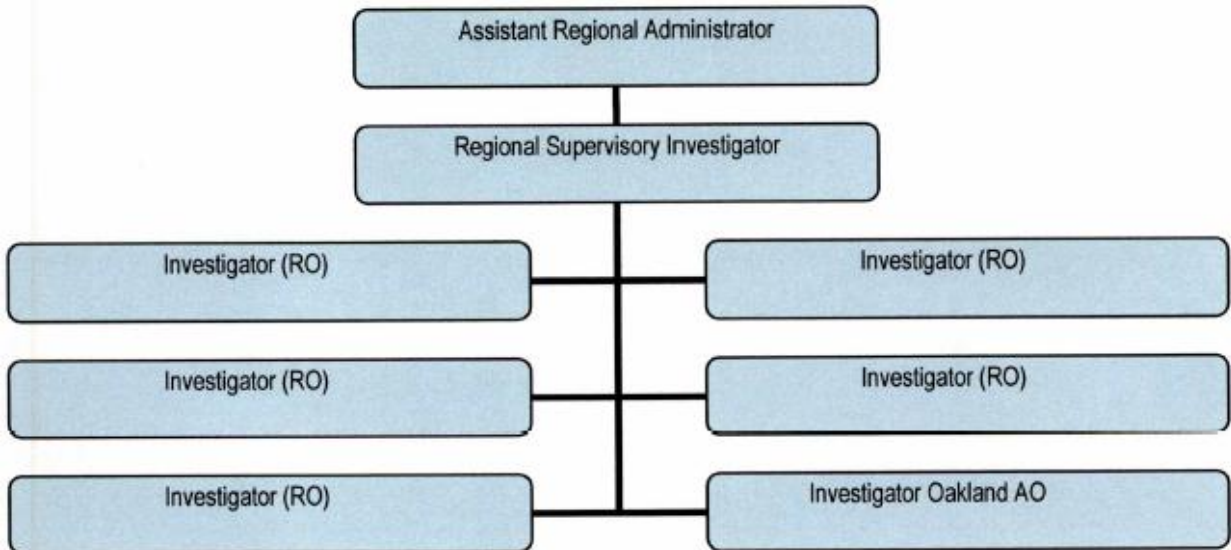 Assistant Regional Administrator
Regional Supervisory Investigator
Investigator (RO)
Investigator (RO)
Investigator (RO)
Investigator (RO)
Investigator (RO)
Investigator Oakland AO